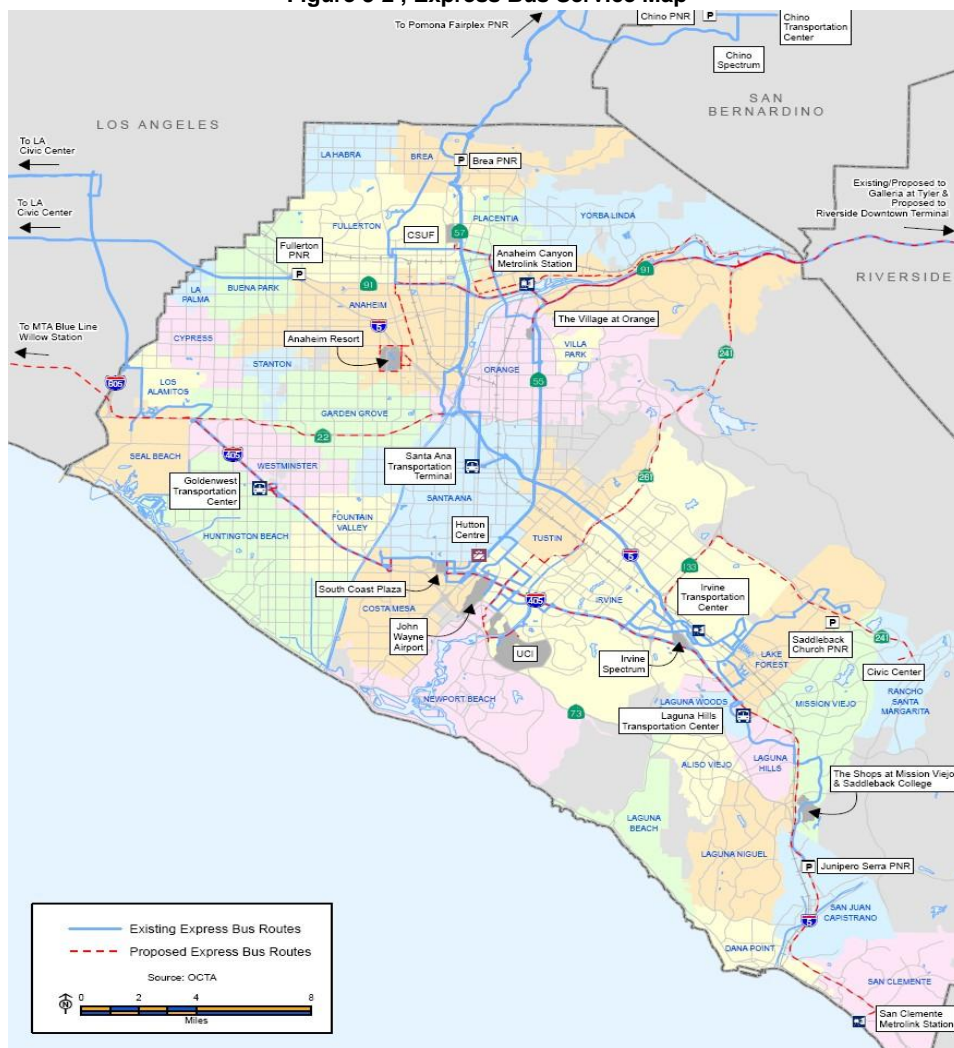 Figure 3-2 , Express Bus Service Map
To Pomona Fairplex PNR
Chino PNR
P
Chino
Transportation
Center
Chino
Spectrum
SAN
BERNARDINO
LOS ANGELES
To LA
Civic Center
LA HABRA
BREA
P
Brea PNR
To LA
Civic Center
Existing/Proposed to
Galleria at Tyler &
Proposed to
Riverside Downtown Terminal
FULLERTON
PLACENTIA
YORBA LINDA
CSUF
57
Fullerton
PNR
P
Anaheim Canyon
Metrolink Station
91
RIVERSIDE
LA
PALMA
BUENA PARK
91
ANAHEIM
To MTA Blue Line
Willow Station
CYPRESS
5
The Village at Orange
Anaheim Resort
STANTON
ORANGE
VILLA
PARK
241
605
LOS
ALAMITOS
55
GARDEN GROVE
22
SEAL BEACH
405
WESTMINSTER
Santa Ana
Transportation
Terminal
261
Goldenwest
Transportation
Center
SANTA ANA
FOUNTAIN
VALLEY
Hutton
Centre
HUNTINGTON BEACH
TUSTIN
5
133
South Coast Plaza
COSTA MESA
405
IRVINE
Irvine
Transportation
Center
P
John
Wayne
Airport
UCI
Irvine
Spectrum
Saddleback
Church PNR
241
LAKE
FOREST
Civic Center
NEWPORT BEACH
73
LAGUNA WOODS
MISSION VIEJO
RANCHO
SANTA
MARGARITA
Laguna Hills
Transportation Center
ALISO VIEJO
LAGUNA
HILLS
The Shops at Mission Viejo
& Saddleback College
LAGUNA
BEACH
LAGUNA NIGUEL
P
Junipero Serra PNR
SAN JUAN
CAPISTRANO
5
DANA POINT
SAN CLEMENTE
San Clemente
Metrolink Station
Existing Express Bus Routes
Proposed Express Bus Routes
Source: OCTA
N
0 2 4 8
Miles